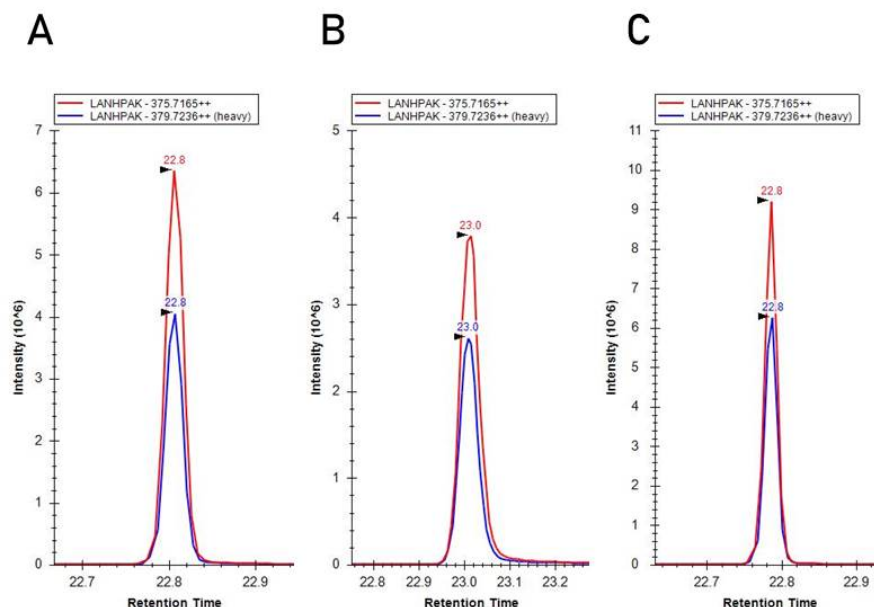 A
B
C
LANHPAK - 375.7165++
LANHPAK - 379.7236++ (heavy)
7
6
5
4
3
2
1
0
Intensity (10^6)
22.8
22.8
22.7
22.8
22.9
Retention Time
LANHPAK - 375.7165++
LANHPAK - 379.7236++ (heavy)
5
4
3
2
1
0
Intensity (10^6)
23.0
23.0
22.8
22.9
23.0
23.1
23.2
Retention Time
LANHPAK - 375.7165++
LANHPAK - 379.7236++ (heavy)
11
10
9
8
7
6
5
4
3
2
1
0
Intensity (10^6)
22.8
22.8
22.7
22.8
22.9
Retention Time